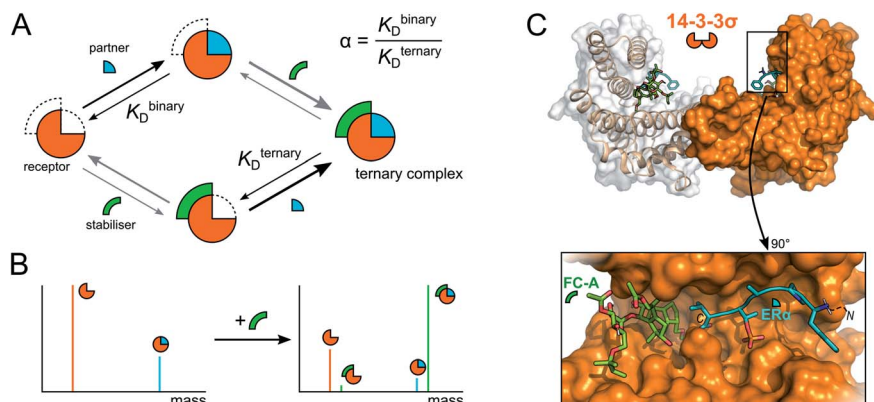 A
partner
K_D^binary
receptor
stabiliser
K_D^ternary
ternary complex
α = K_D^binary / K_D^ternary
B
+
mass
mass
C
14-3-3σ
90°
FC-A
ERα
N